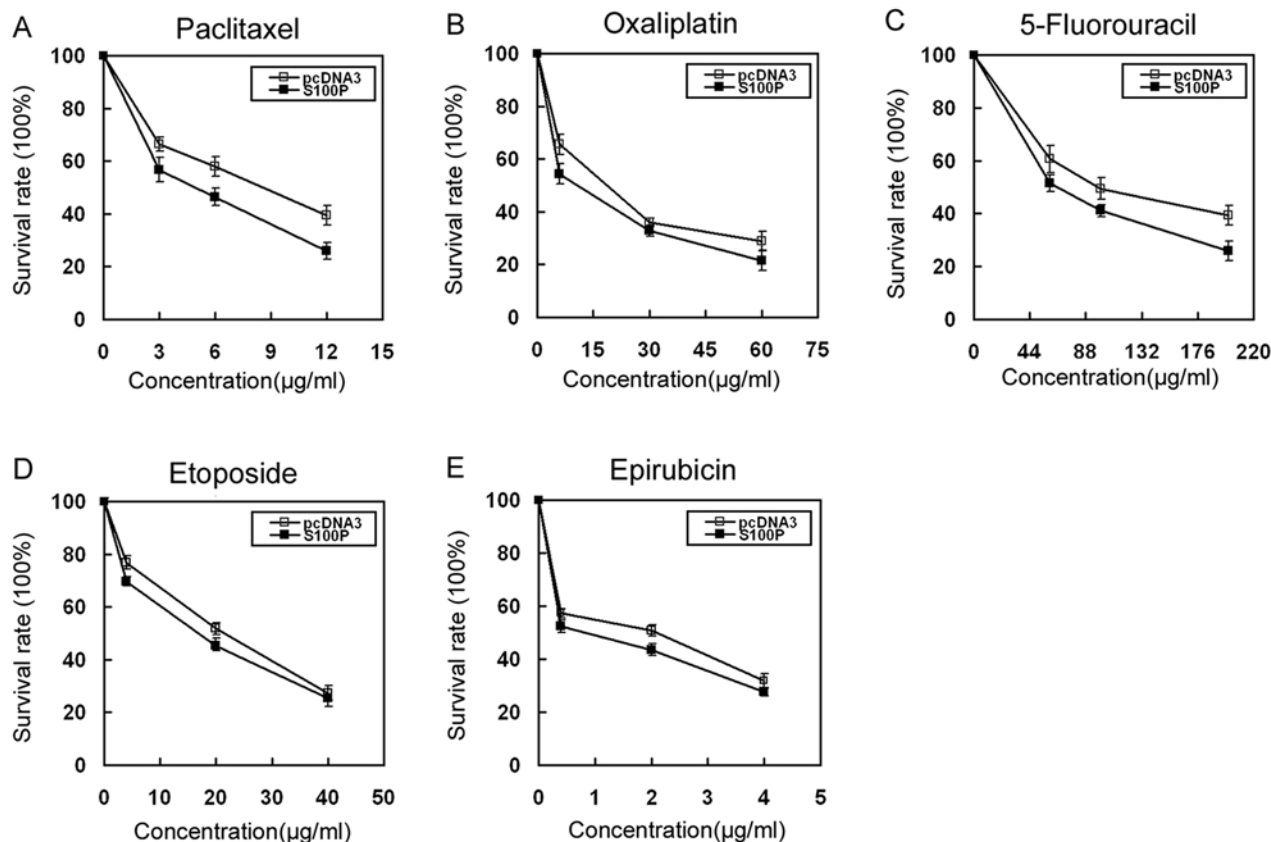 A Paclitaxel
100
80
60
40
20
0
pcDNA3
S100P
Survival rate (100%)
0 3 6 9 12 15
Concentration(µg/ml)
B Oxaliplatin
100
80
60
40
20
0
pcDNA3
S100P
Survival rate (100%)
0 15 30 45 60 75
Concentration(µg/ml)
C 5-Fluorouracil
100
80
60
40
20
0
pcDNA3
S100P
Survival rate (100%)
0 44 88 132 176 220
Concentration(µg/ml)
D Etoposide
100
80
60
40
20
0
pcDNA3
S100P
Survival rate (100%)
0 10 20 30 40 50
Concentration(µg/ml)
E Epirubicin
100
80
60
40
20
0
pcDNA3
S100P
Survival rate (100%)
0 1 2 3 4 5
Concentration(µg/ml)